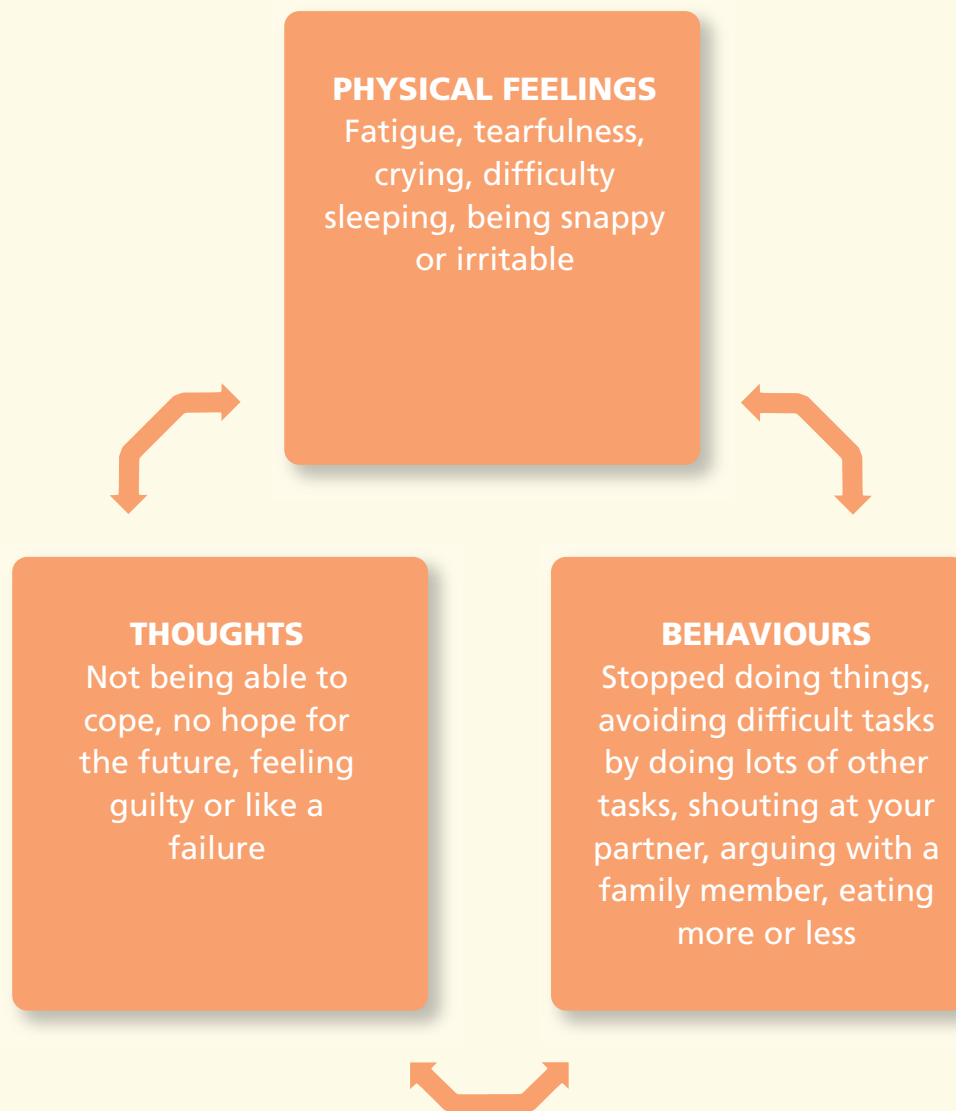 PHYSICAL FEELINGS
Fatigue, tearfulness,
crying, difficulty
sleeping, being snappy
or irritable
THOUGHTS
Not being able to
cope, no hope for
the future, feeling
guilty or like a
failure
BEHAVIOURS
Stopped doing things,
avoiding difficult tasks
by doing lots of other
tasks, shouting at your
partner, arguing with a
family member, eating
more or less